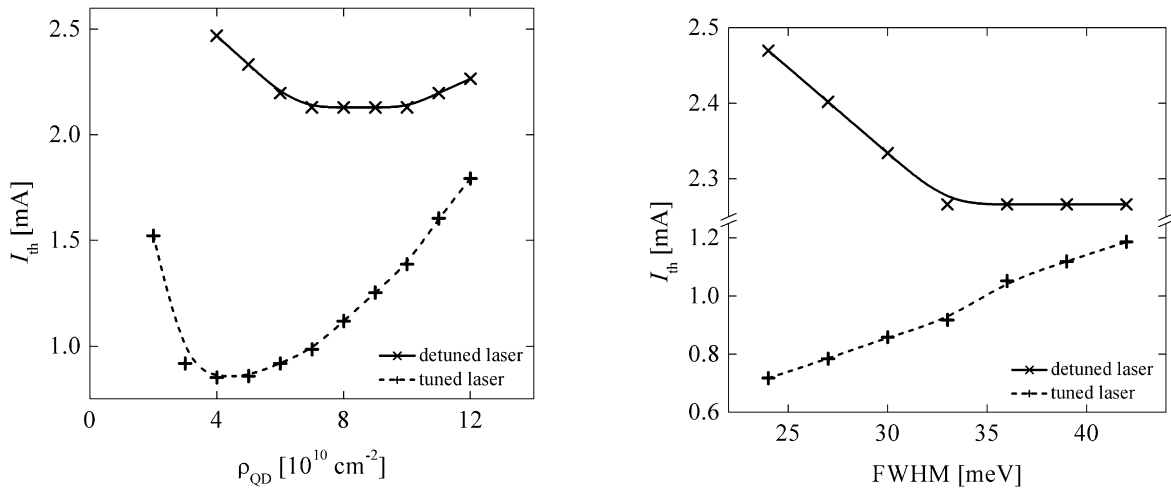 2.5
2.0
1.5
1.0
I_th [mA]
detuned laser
tuned laser
0 4 8 12
ρ_QD [10^10 cm^-2]
2.5
2.4
2.3
1.2
1.0
0.8
0.6
I_th [mA]
detuned laser
tuned laser
25 30 35 40
FWHM [meV]